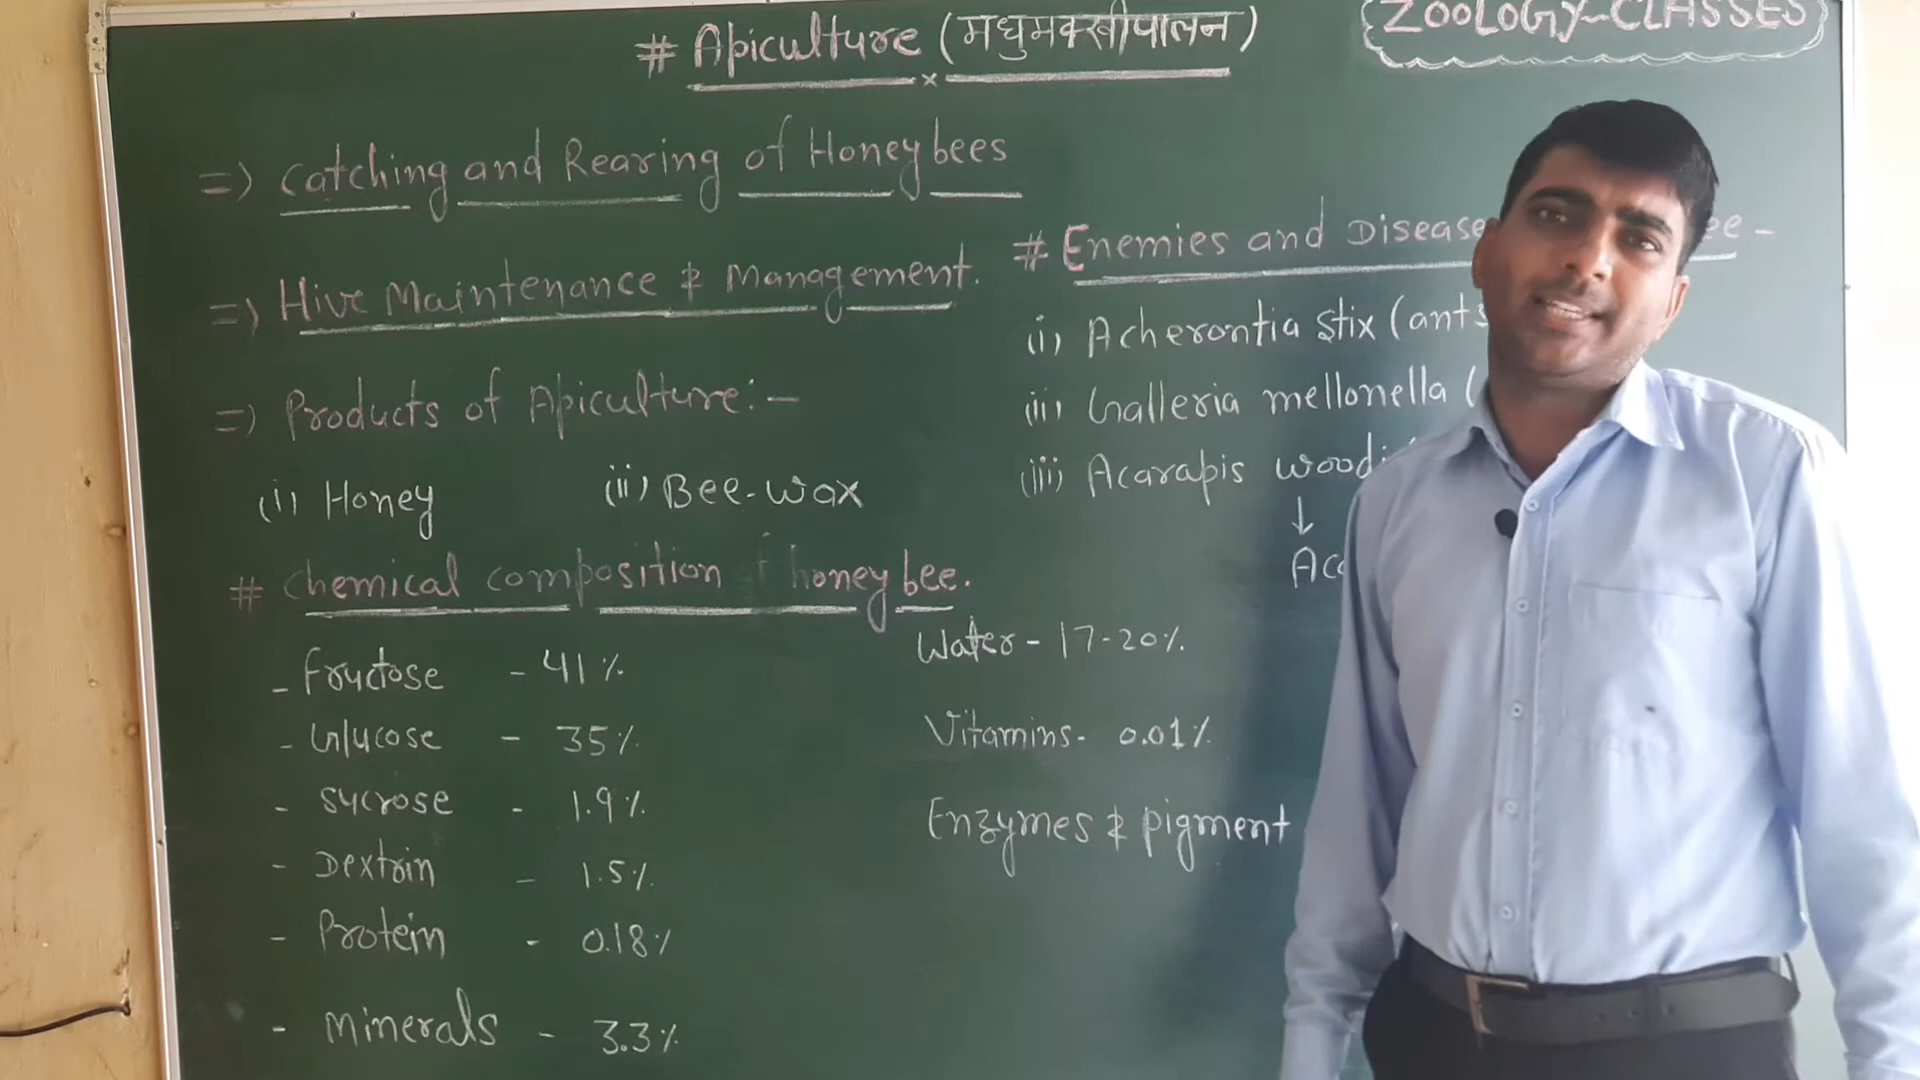 # Apiculture (मधुमक्खीपालन)
ZOOLOGY-CLASSES
=> Catching and Rearing of Honey bees
=> Hive Maintenance & Management.
=> Products of Apiculture:-
(i) Honey (ii) Bee-wax
# Chemical composition of honey bee.
- Fructose - 41%
- Glucose - 35%
- Sucrose - 1.9%
- Dextrin - 1.5%
- Protein - 0.18%
- Minerals - 3.3%
Water - 17-20%.
Vitamins - 0.01%.
Enzymes & pigment
# Enemies and Disease
(i) Acherontia stix (ants
(ii) Galleria mellonella (
(iii) Acarapis woodi
↓